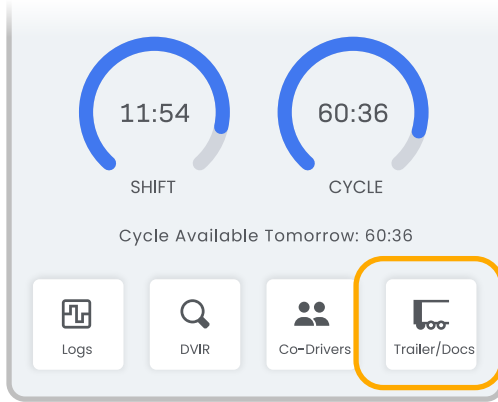 11:54
60:36
SHIFT
CYCLE
Cycle Available Tomorrow: 60:36
Logs
DVIR
Co-Drivers
Trailer/Docs